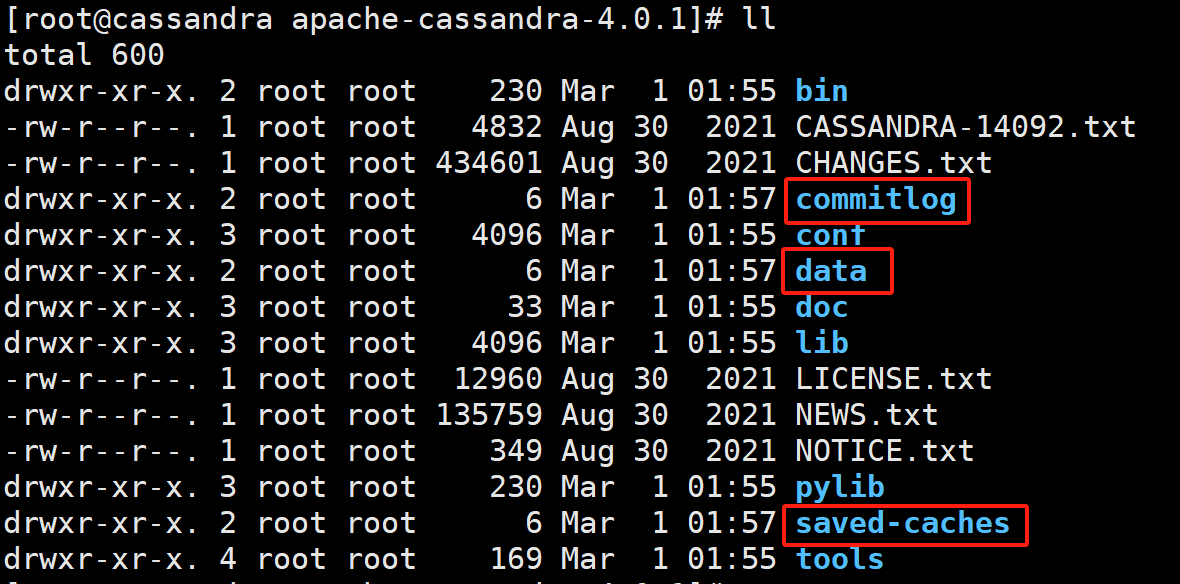 [root@cassandra apache-cassandra-4.0.1]# ll
total 600
drwxr-xr-x. 2 root root    230 Mar  1 01:55 bin
-rw-r--r--. 1 root root   4832 Aug 30  2021 CASSANDRA-14092.txt
-rw-r--r--. 1 root root 434601 Aug 30  2021 CHANGES.txt
drwxr-xr-x. 2 root root      6 Mar  1 01:57 commitlog
drwxr-xr-x. 3 root root   4096 Mar  1 01:55 conf
drwxr-xr-x. 2 root root      6 Mar  1 01:57 data
drwxr-xr-x. 3 root root     33 Mar  1 01:55 doc
drwxr-xr-x. 3 root root   4096 Mar  1 01:55 lib
-rw-r--r--. 1 root root  12960 Aug 30  2021 LICENSE.txt
-rw-r--r--. 1 root root 135759 Aug 30  2021 NEWS.txt
-rw-r--r--. 1 root root    349 Aug 30  2021 NOTICE.txt
drwxr-xr-x. 3 root root    230 Mar  1 01:55 pylib
drwxr-xr-x. 2 root root      6 Mar  1 01:57 saved-caches
drwxr-xr-x. 4 root root    169 Mar  1 01:55 tools